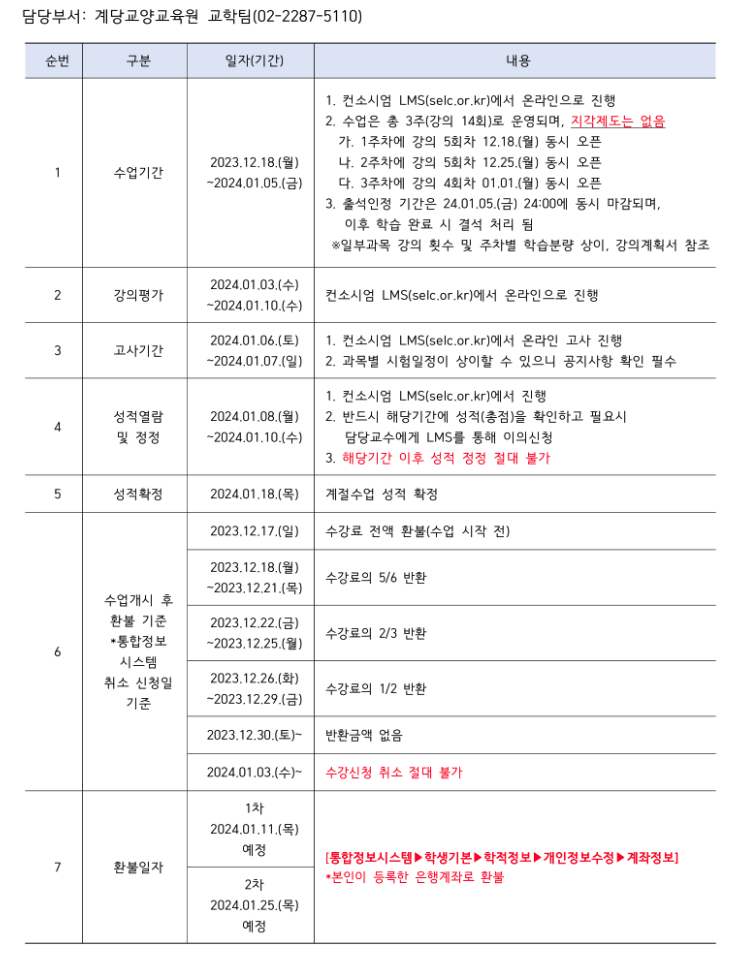 담당부서: 계당교양교육원 교학팀(02-2287-5110)
순번 구분 일자(기간) 내용
1
수업기간
2023.12.18.(월)
~2024.01.05.(금)
1. 컨소시엄 LMS(selc.or.kr)에서 온라인으로 진행
2. 수업은 총 3주(강의 14회)로 운영되며, 지각제도는 없음
가. 1주차에 강의 5회차 12.18.(월) 동시 오픈
나. 2주차에 강의 5회차 12.25.(월) 동시 오픈
다. 3주차에 강의 4회차 01.01.(월) 동시 오픈
3. 출석인정 기간은 24.01.05.(금) 24:00에 동시 마감되며,
이후 학습 완료 시 결석 처리 됨
※일부과목 강의 횟수 및 주차별 학습분량 상이, 강의계획서 참조
2
강의평가
2024.01.03.(수)
~2024.01.10.(수)
컨소시엄 LMS(selc.or.kr)에서 온라인으로 진행
3
고사기간
2024.01.06.(토)
~2024.01.07.(일)
1. 컨소시엄 LMS(selc.or.kr)에서 온라인 고사 진행
2. 과목별 시험일정이 상이할 수 있으니 공지사항 확인 필수
4
성적열람
및 정정
2024.01.08.(월)
~2024.01.10.(수)
1. 컨소시엄 LMS(selc.or.kr)에서 진행
2. 반드시 해당기간에 성적(총점)을 확인하고 필요시
담당교수에게 LMS를 통해 이의신청
3. 해당기간 이후 성적 정정 절대 불가
5
성적확정
2024.01.18.(목)
계절수업 성적 확정
6
수업개시 후
환불 기준
*통합정보
시스템
취소 신청일
기준
2023.12.17.(일)
수강료 전액 환불(수업 시작 전)
2023.12.18.(월)
~2023.12.21.(목)
수강료의 5/6 반환
2023.12.22.(금)
~2023.12.25.(월)
수강료의 2/3 반환
2023.12.26.(화)
~2023.12.29.(금)
수강료의 1/2 반환
2023.12.30.(토)~
반환금액 없음
2024.01.03.(수)~
수강신청 취소 절대 불가
7
환불일자
1차
2024.01.11.(목)
예정
2차
2024.01.25.(목)
예정
[통합정보시스템▶학생기본▶학적정보▶개인정보수정▶계좌정보]
*본인이 등록한 은행계좌로 환불